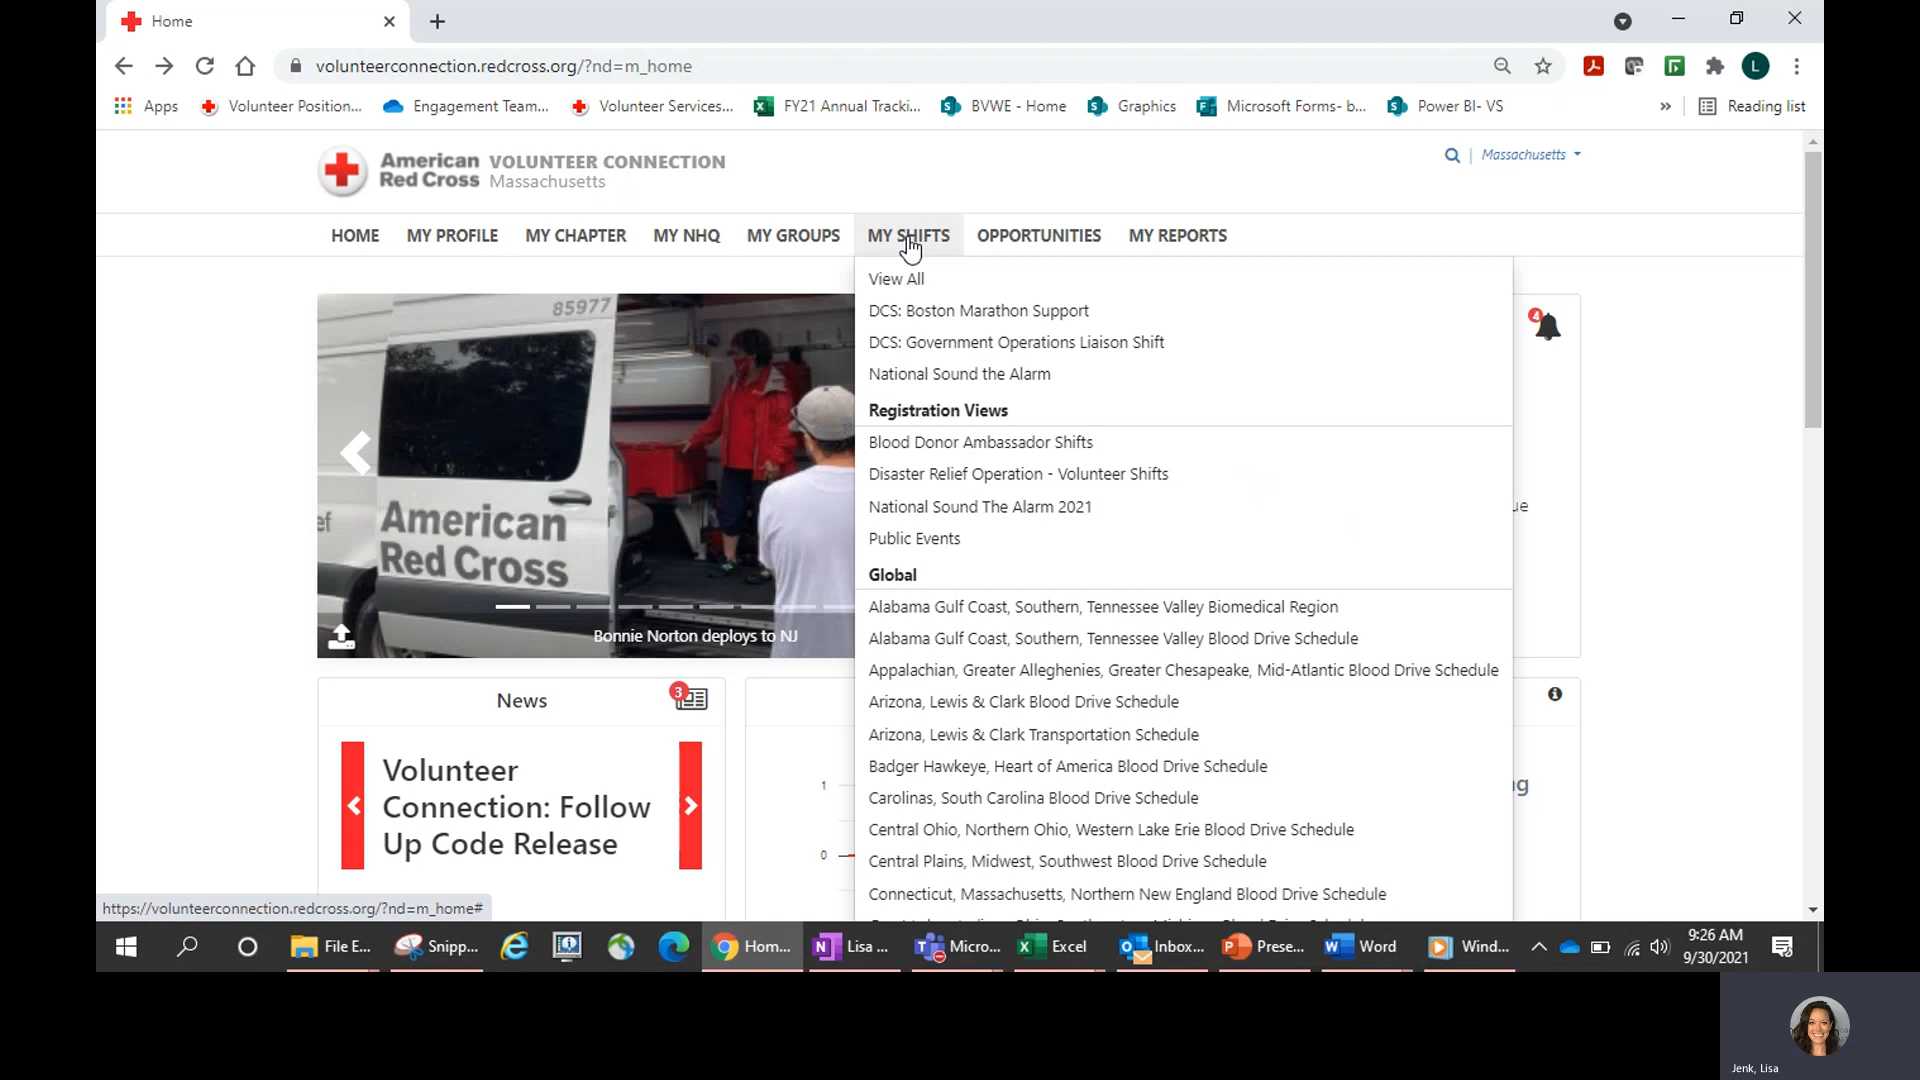 Home
volunteerconnection.redcross.org/?nd=m_home
L
Apps
Volunteer Position...
Engagement Team...
Volunteer Services...
FY21 Annual Tracki...
BVWE - Home
Graphics
Microsoft Forms- b...
Power BI- VS
»
Reading list
American Red Cross
VOLUNTEER CONNECTION
Massachusetts
Massachusetts
HOME
MY PROFILE
MY CHAPTER
MY NHQ
MY GROUPS
MY SHIFTS
OPPORTUNITIES
MY REPORTS
View All
DCS: Boston Marathon Support
DCS: Government Operations Liaison Shift
National Sound the Alarm
Registration Views
Blood Donor Ambassador Shifts
Disaster Relief Operation - Volunteer Shifts
National Sound The Alarm 2021
Public Events
Global
Alabama Gulf Coast, Southern, Tennessee Valley Biomedical Region
Alabama Gulf Coast, Southern, Tennessee Valley Blood Drive Schedule
Appalachian, Greater Alleghenies, Greater Chesapeake, Mid-Atlantic Blood Drive Schedule
Arizona, Lewis & Clark Blood Drive Schedule
Arizona, Lewis & Clark Transportation Schedule
Badger Hawkeye, Heart of America Blood Drive Schedule
Carolinas, South Carolina Blood Drive Schedule
Central Ohio, Northern Ohio, Western Lake Erie Blood Drive Schedule
Central Plains, Midwest, Southwest Blood Drive Schedule
Connecticut, Massachusetts, Northern New England Blood Drive Schedule
85977
American
Red Cross
Bonnie Norton deploys to NJ
4
ue
News
3
Volunteer
Connection: Follow
Up Code Release
1
0
ng
https://volunteerconnection.redcross.org/?nd=m_home#
File E...
Snipp...
Hom...
Lisa ...
Micro...
Excel
Inbox...
Prese...
Word
Wind...
9:26 AM
9/30/2021
Jenk, Lisa